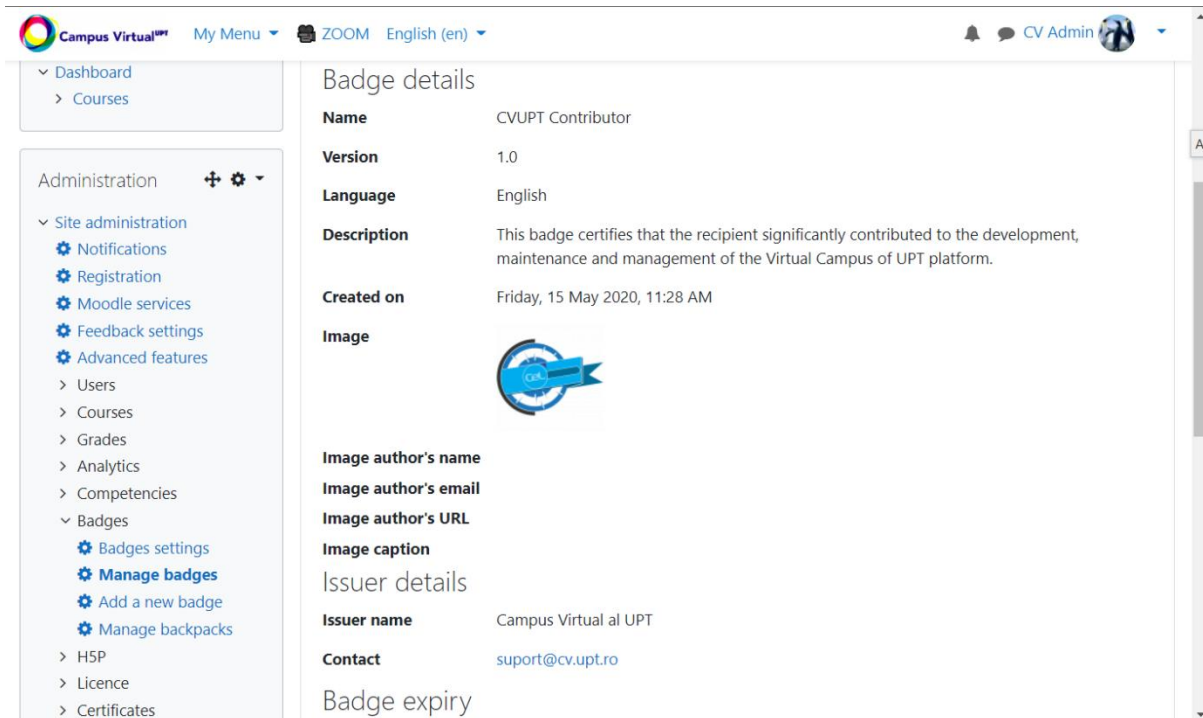 Campus Virtual UPT My Menu ZOOM English (en) CV Admin
Dashboard
Courses
Administration
Site administration
Notifications
Registration
Moodle services
Feedback settings
Advanced features
Users
Courses
Grades
Analytics
Competencies
Badges
Badges settings
Manage badges
Add a new badge
Manage backpacks
H5P
Licence
Certificates
Badge details
Name CVUPT Contributor
Version 1.0
Language English
Description This badge certifies that the recipient significantly contributed to the development,
maintenance and management of the Virtual Campus of UPT platform.
Created on Friday, 15 May 2020, 11:28 AM
Image
CeL
Image author's name
Image author's email
Image author's URL
Image caption
Issuer details
Issuer name Campus Virtual al UPT
Contact suport@cv.upt.ro
Badge expiry
A